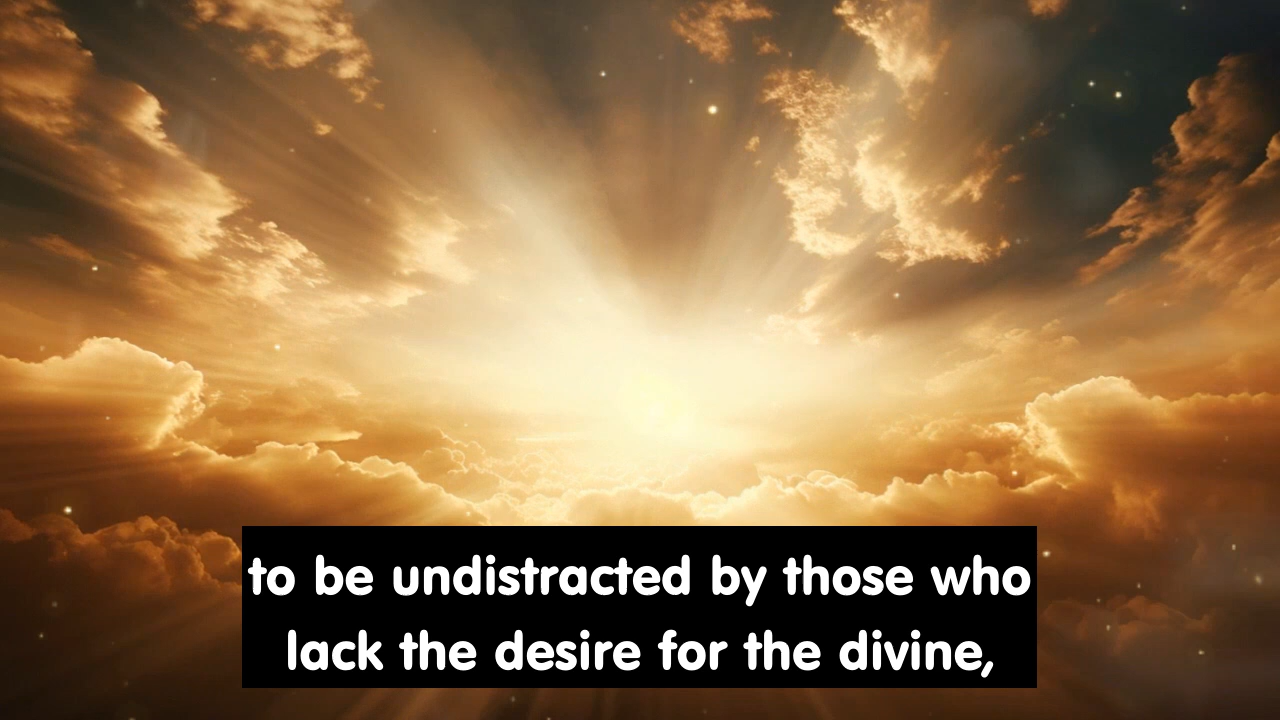 to be undistracted by those who
lack the desire for the divine,